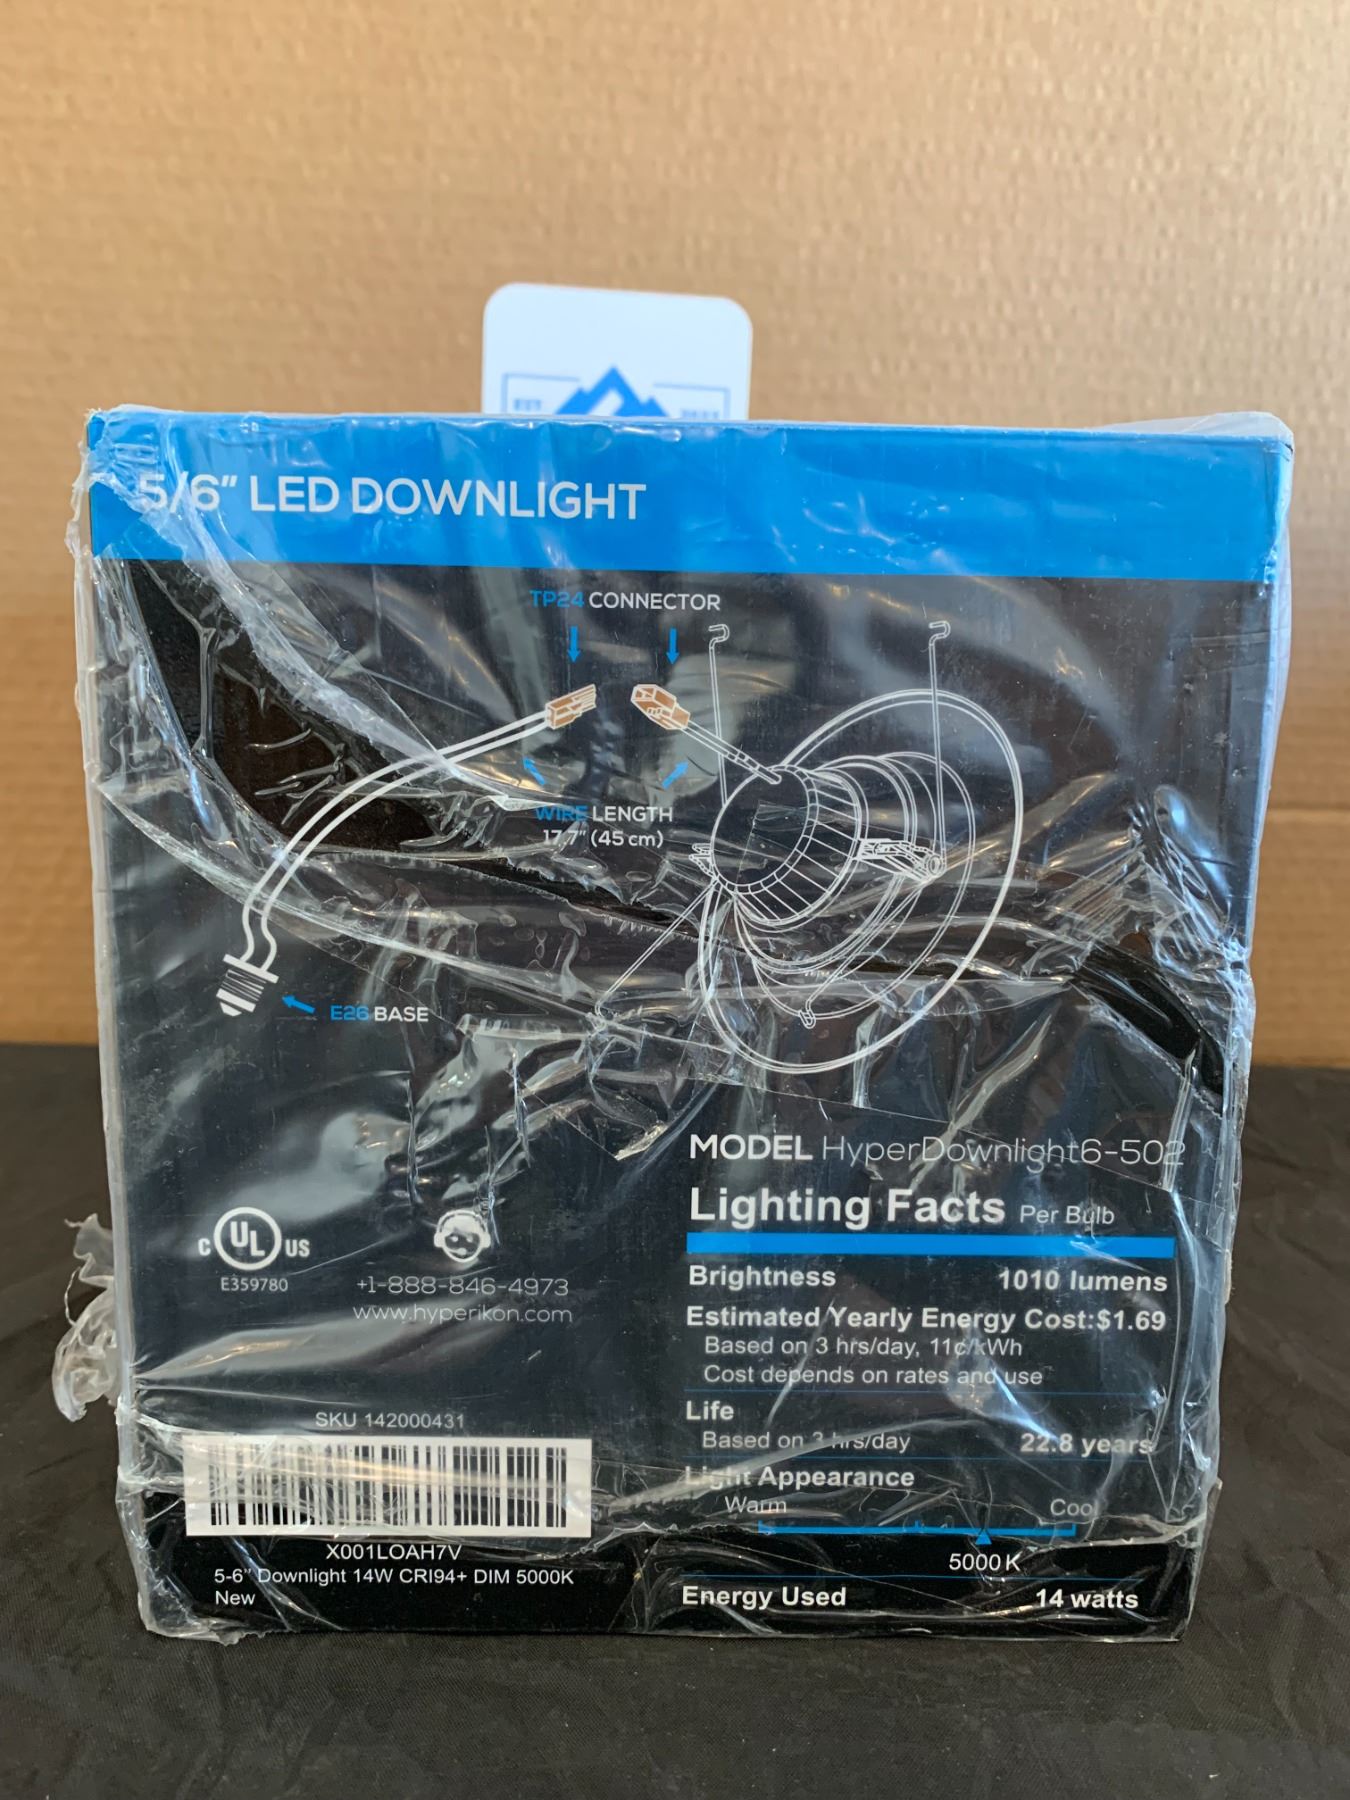 5/6" LED DOWNLIGHT
TP24 CONNECTOR
WIRE LENGTH
17,7" (45 cm)
E26 BASE
MODEL HyperDownlight6-502
Lighting Facts Per Bulb
Brightness 1010 lumens
Estimated Yearly Energy Cost:$1.69
Based on 3 hrs/day, 11¢/kWh
Cost depends on rates and use
Life
Based on 3 hrs/day 22.8 years
Light Appearance
Warm Cool
5000 K
Energy Used 14 watts
C UL US
E359780
+1-888-846-4973
www.hyperikon.com
SKU 142000431
X001LOAH7V
5-6" Downlight 14W CRI94+ DIM 5000K
New